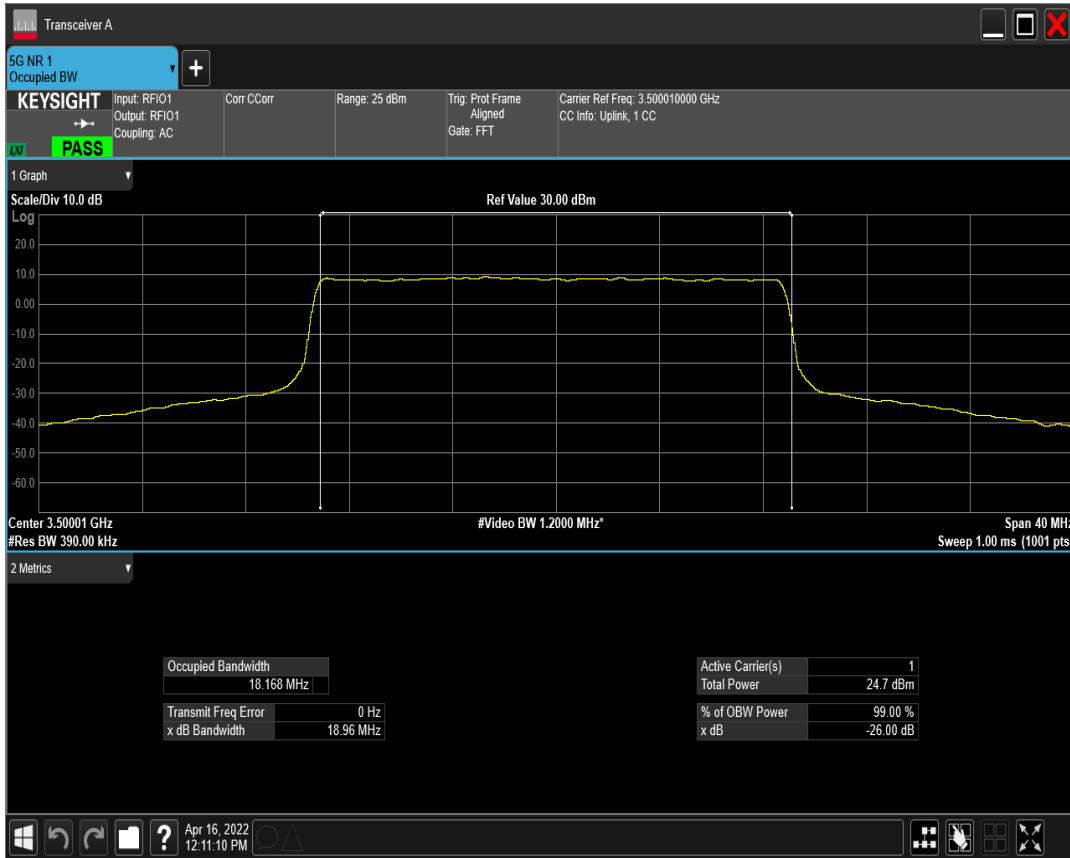 Transceiver A
5G NR 1
Occupied BW
+
KEYSIGHT
LXI
PASS
Input: RFIO1
Output: RFIO1
Coupling: AC
Corr CCorr
Range: 25 dBm
Trig: Prot Frame
Aligned
Gate: FFT
Carrier Ref Freq: 3.500010000 GHz
CC Info: Uplink, 1 CC
1 Graph
Scale/Div 10.0 dB
Ref Value 30.00 dBm
Log
20.0
10.0
0.00
-10.0
-20.0
-30.0
-40.0
-50.0
-60.0
Center 3.50001 GHz
#Video BW 1.2000 MHz*
Span 40 MHz
#Res BW 390.00 kHz
Sweep 1.00 ms (1001 pts
2 Metrics
Occupied Bandwidth
18.168 MHz
Transmit Freq Error 0 Hz
x dB Bandwidth 18.96 MHz
Active Carrier(s) 1
Total Power 24.7 dBm
% of OBW Power 99.00 %
x dB -26.00 dB
?
Apr 16, 2022
12:11:10 PM